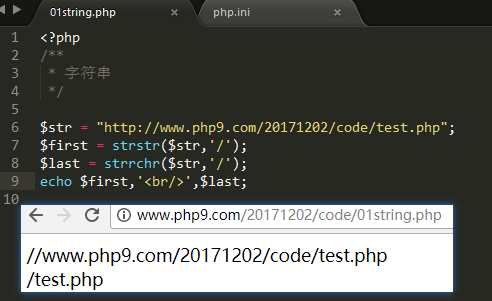 01string.php
php.ini
1 <?php
2 /**
3  * 字符串
4  */
5
6 $str = "http://www.php9.com/20171202/code/test.php";
7 $first = strstr($str,'/');
8 $last = strrchr($str,'/');
9 echo $first,'<br/>',$last;
10
www.php9.com/20171202/code/01string.php
//www.php9.com/20171202/code/test.php
/test.php